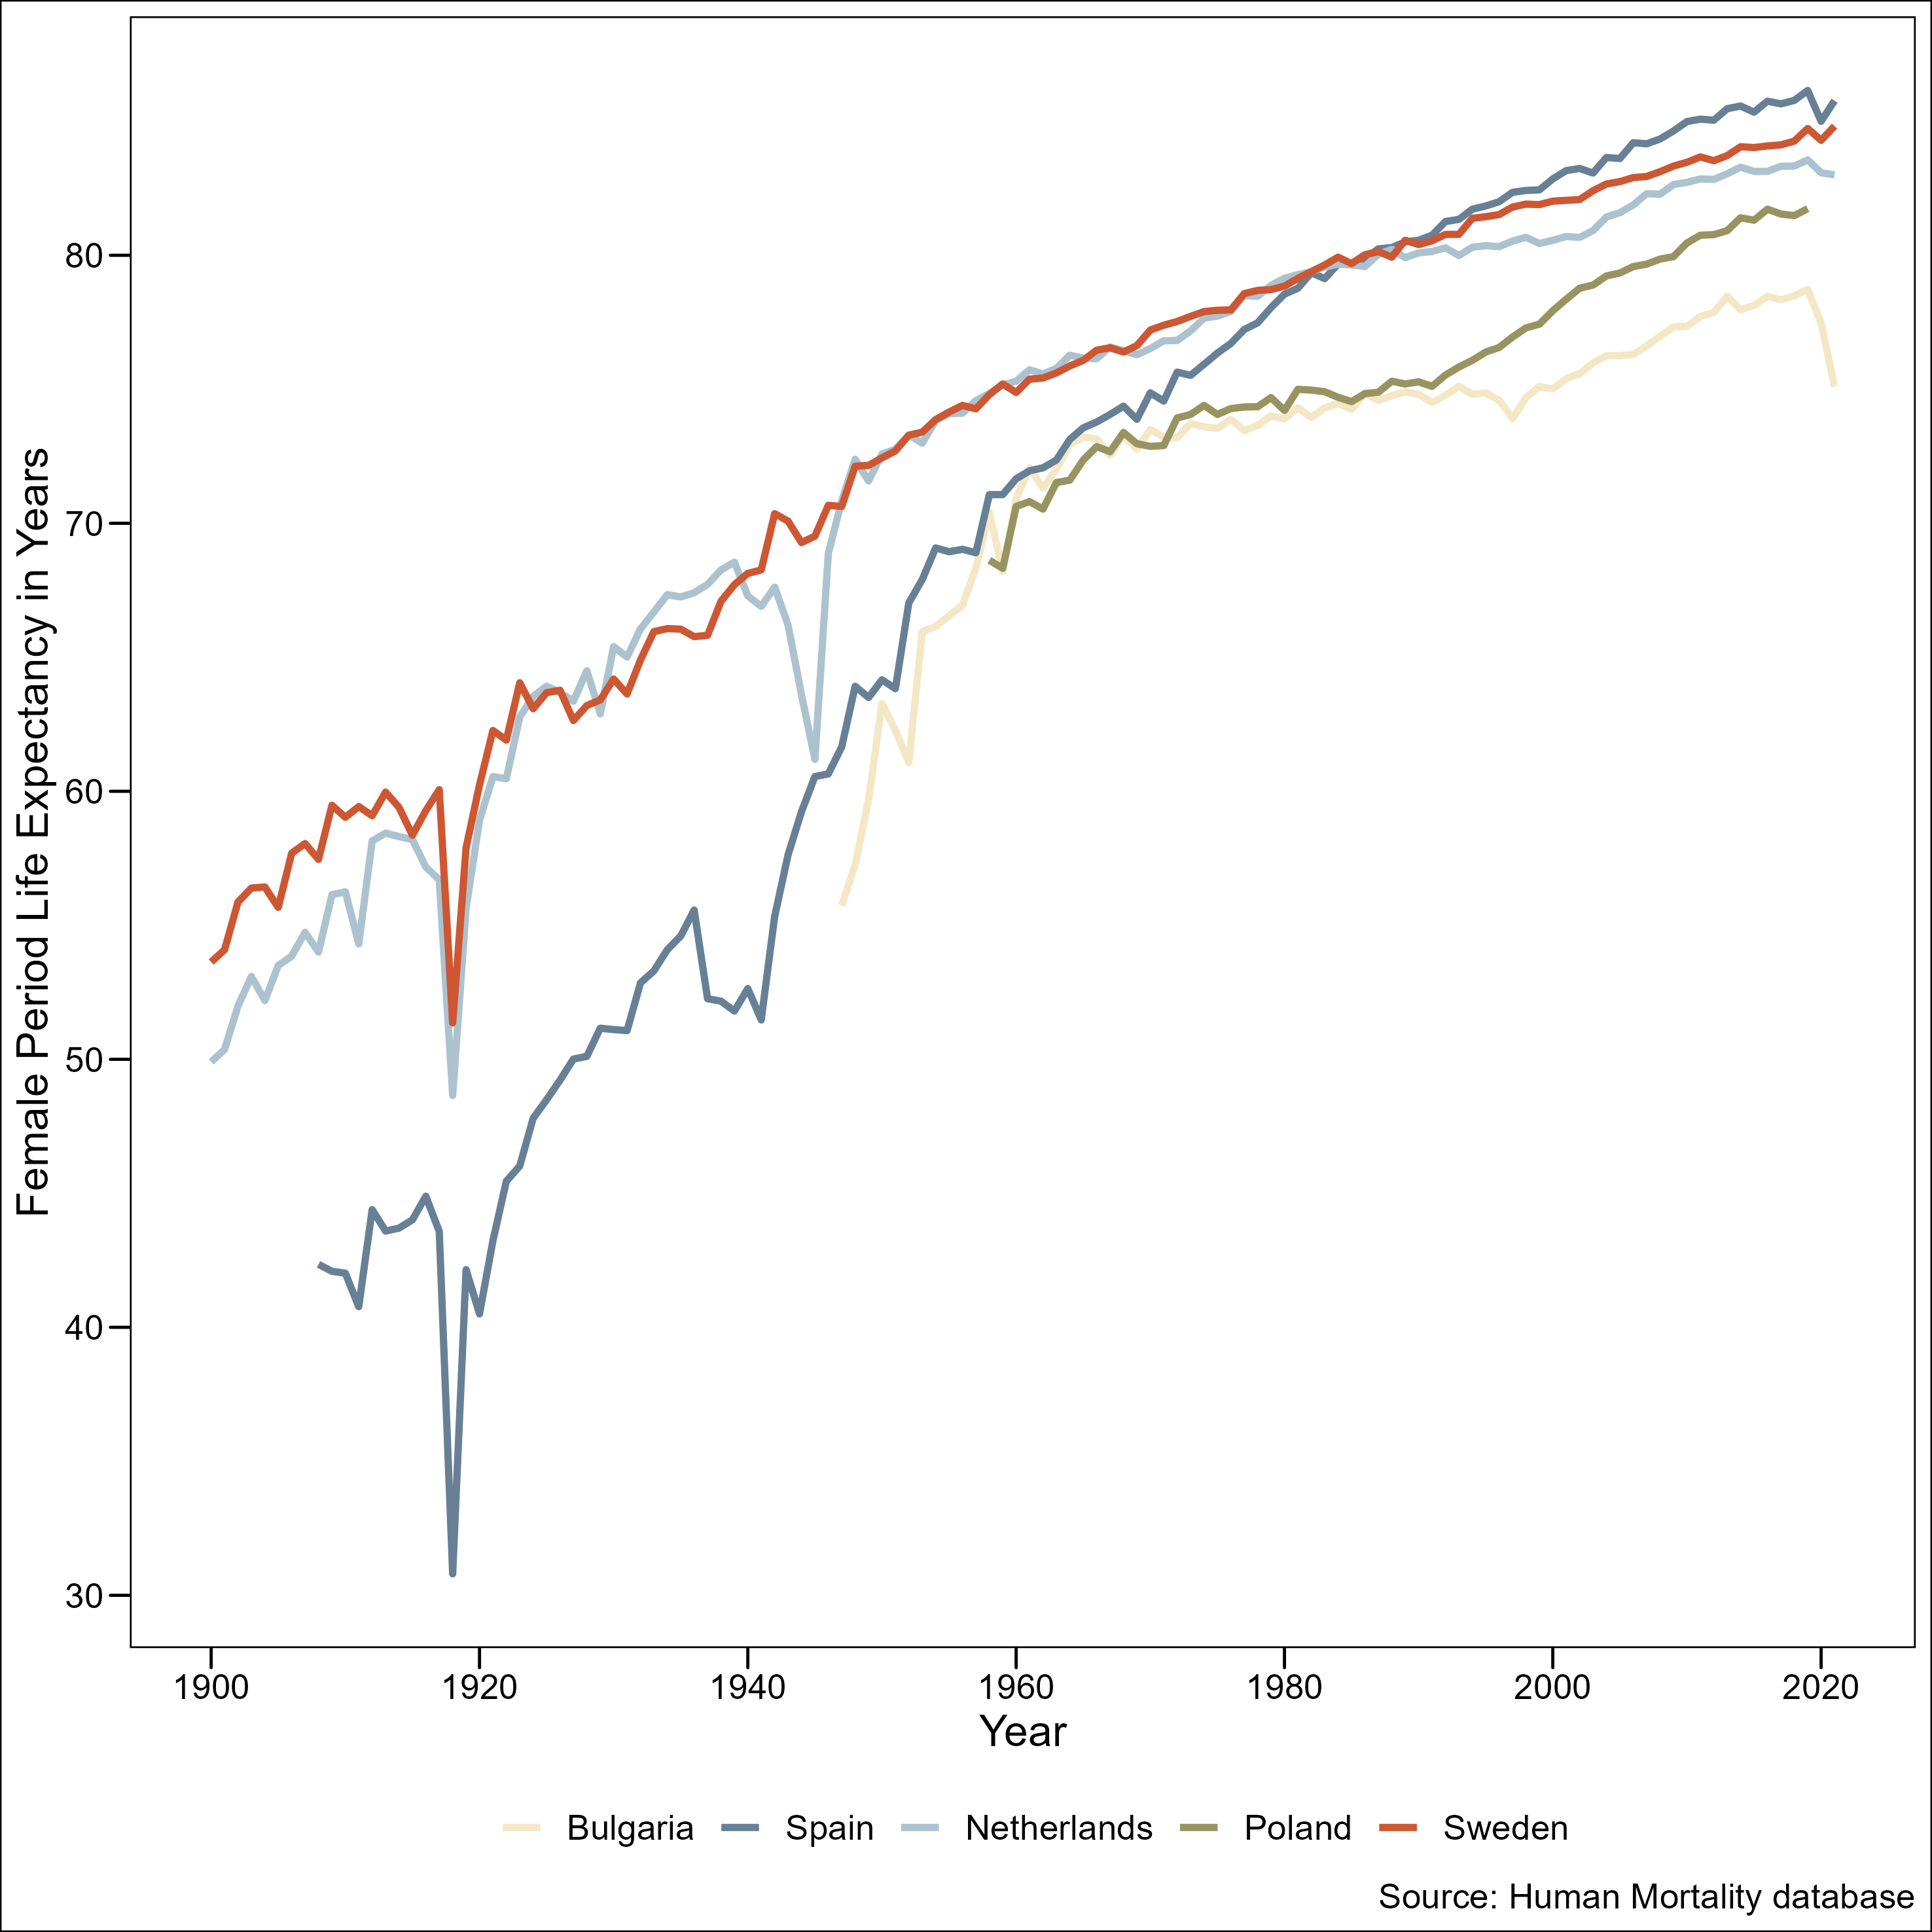 Female Period Life Expectancy in Years
80
70
60
50
40
30
1900 1920 1940 1960 1980 2000 2020
Year
Bulgaria Spain Netherlands Poland Sweden
Source: Human Mortality database